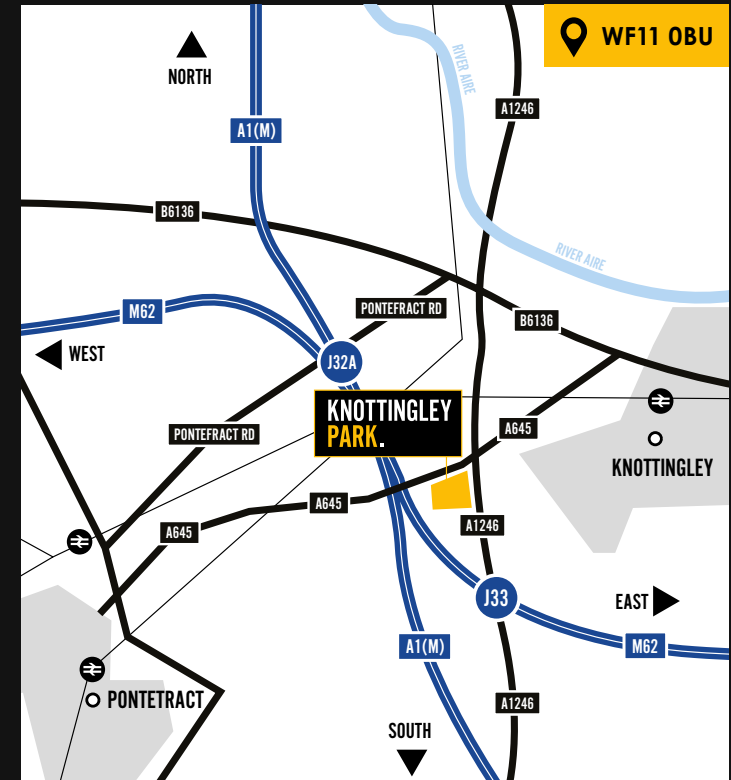 WF11 0BU
NORTH
RIVER AIRE
A1246
A1(M)
B6136
RIVER AIRE
M62
PONTEFRACT RD
B6136
WEST
J32A
KNOTTINGLEY
PARK.
A645
PONTEFRACT RD
KNOTTINGLEY
A645
A1246
A645
J33
EAST
A1(M)
M62
PONTETRACT
A1246
SOUTH